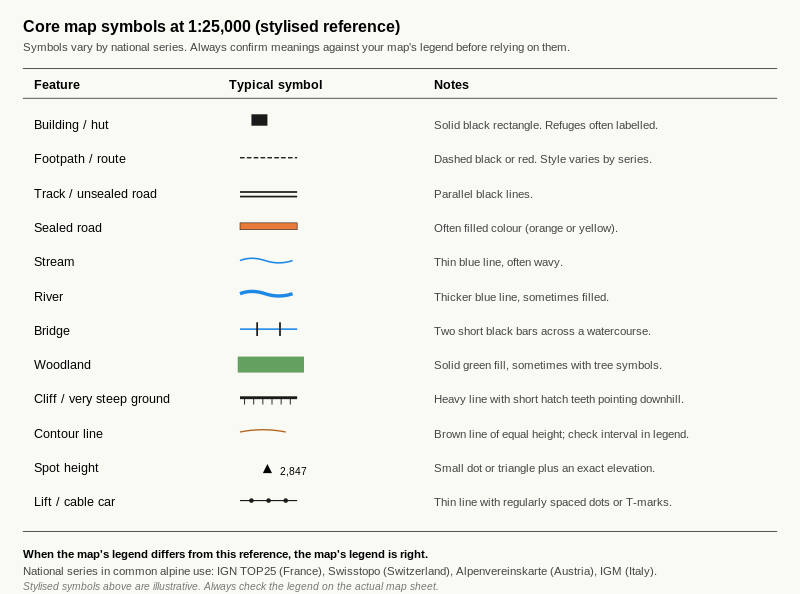 Core map symbols at 1:25,000 (stylised reference)
Symbols vary by national series. Always confirm meanings against your map's legend before relying on them.
Feature Typical symbol Notes
Building / hut Solid black rectangle. Refuges often labelled.
Footpath / route Dashed black or red. Style varies by series.
Track / unsealed road Parallel black lines.
Sealed road Often filled colour (orange or yellow).
Stream Thin blue line, often wavy.
River Thicker blue line, sometimes filled.
Bridge Two short black bars across a watercourse.
Woodland Solid green fill, sometimes with tree symbols.
Cliff / very steep ground Heavy line with short hatch teeth pointing downhill.
Contour line Brown line of equal height; check interval in legend.
Spot height 2,847 Small dot or triangle plus an exact elevation.
Lift / cable car Thin line with regularly spaced dots or T-marks.
When the map's legend differs from this reference, the map's legend is right.
National series in common alpine use: IGN TOP25 (France), Swisstopo (Switzerland), Alpenvereinskarte (Austria), IGM (Italy).
Stylised symbols above are illustrative. Always check the legend on the actual map sheet.